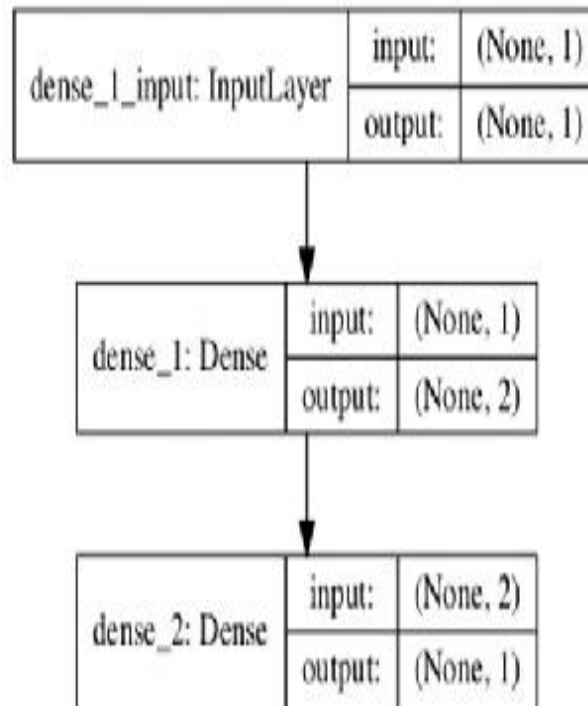 dense_1_input: InputLayer
input: (None, 1)
output: (None, 1)
dense_1: Dense
input: (None, 1)
output: (None, 2)
dense_2: Dense
input: (None, 2)
output: (None, 1)